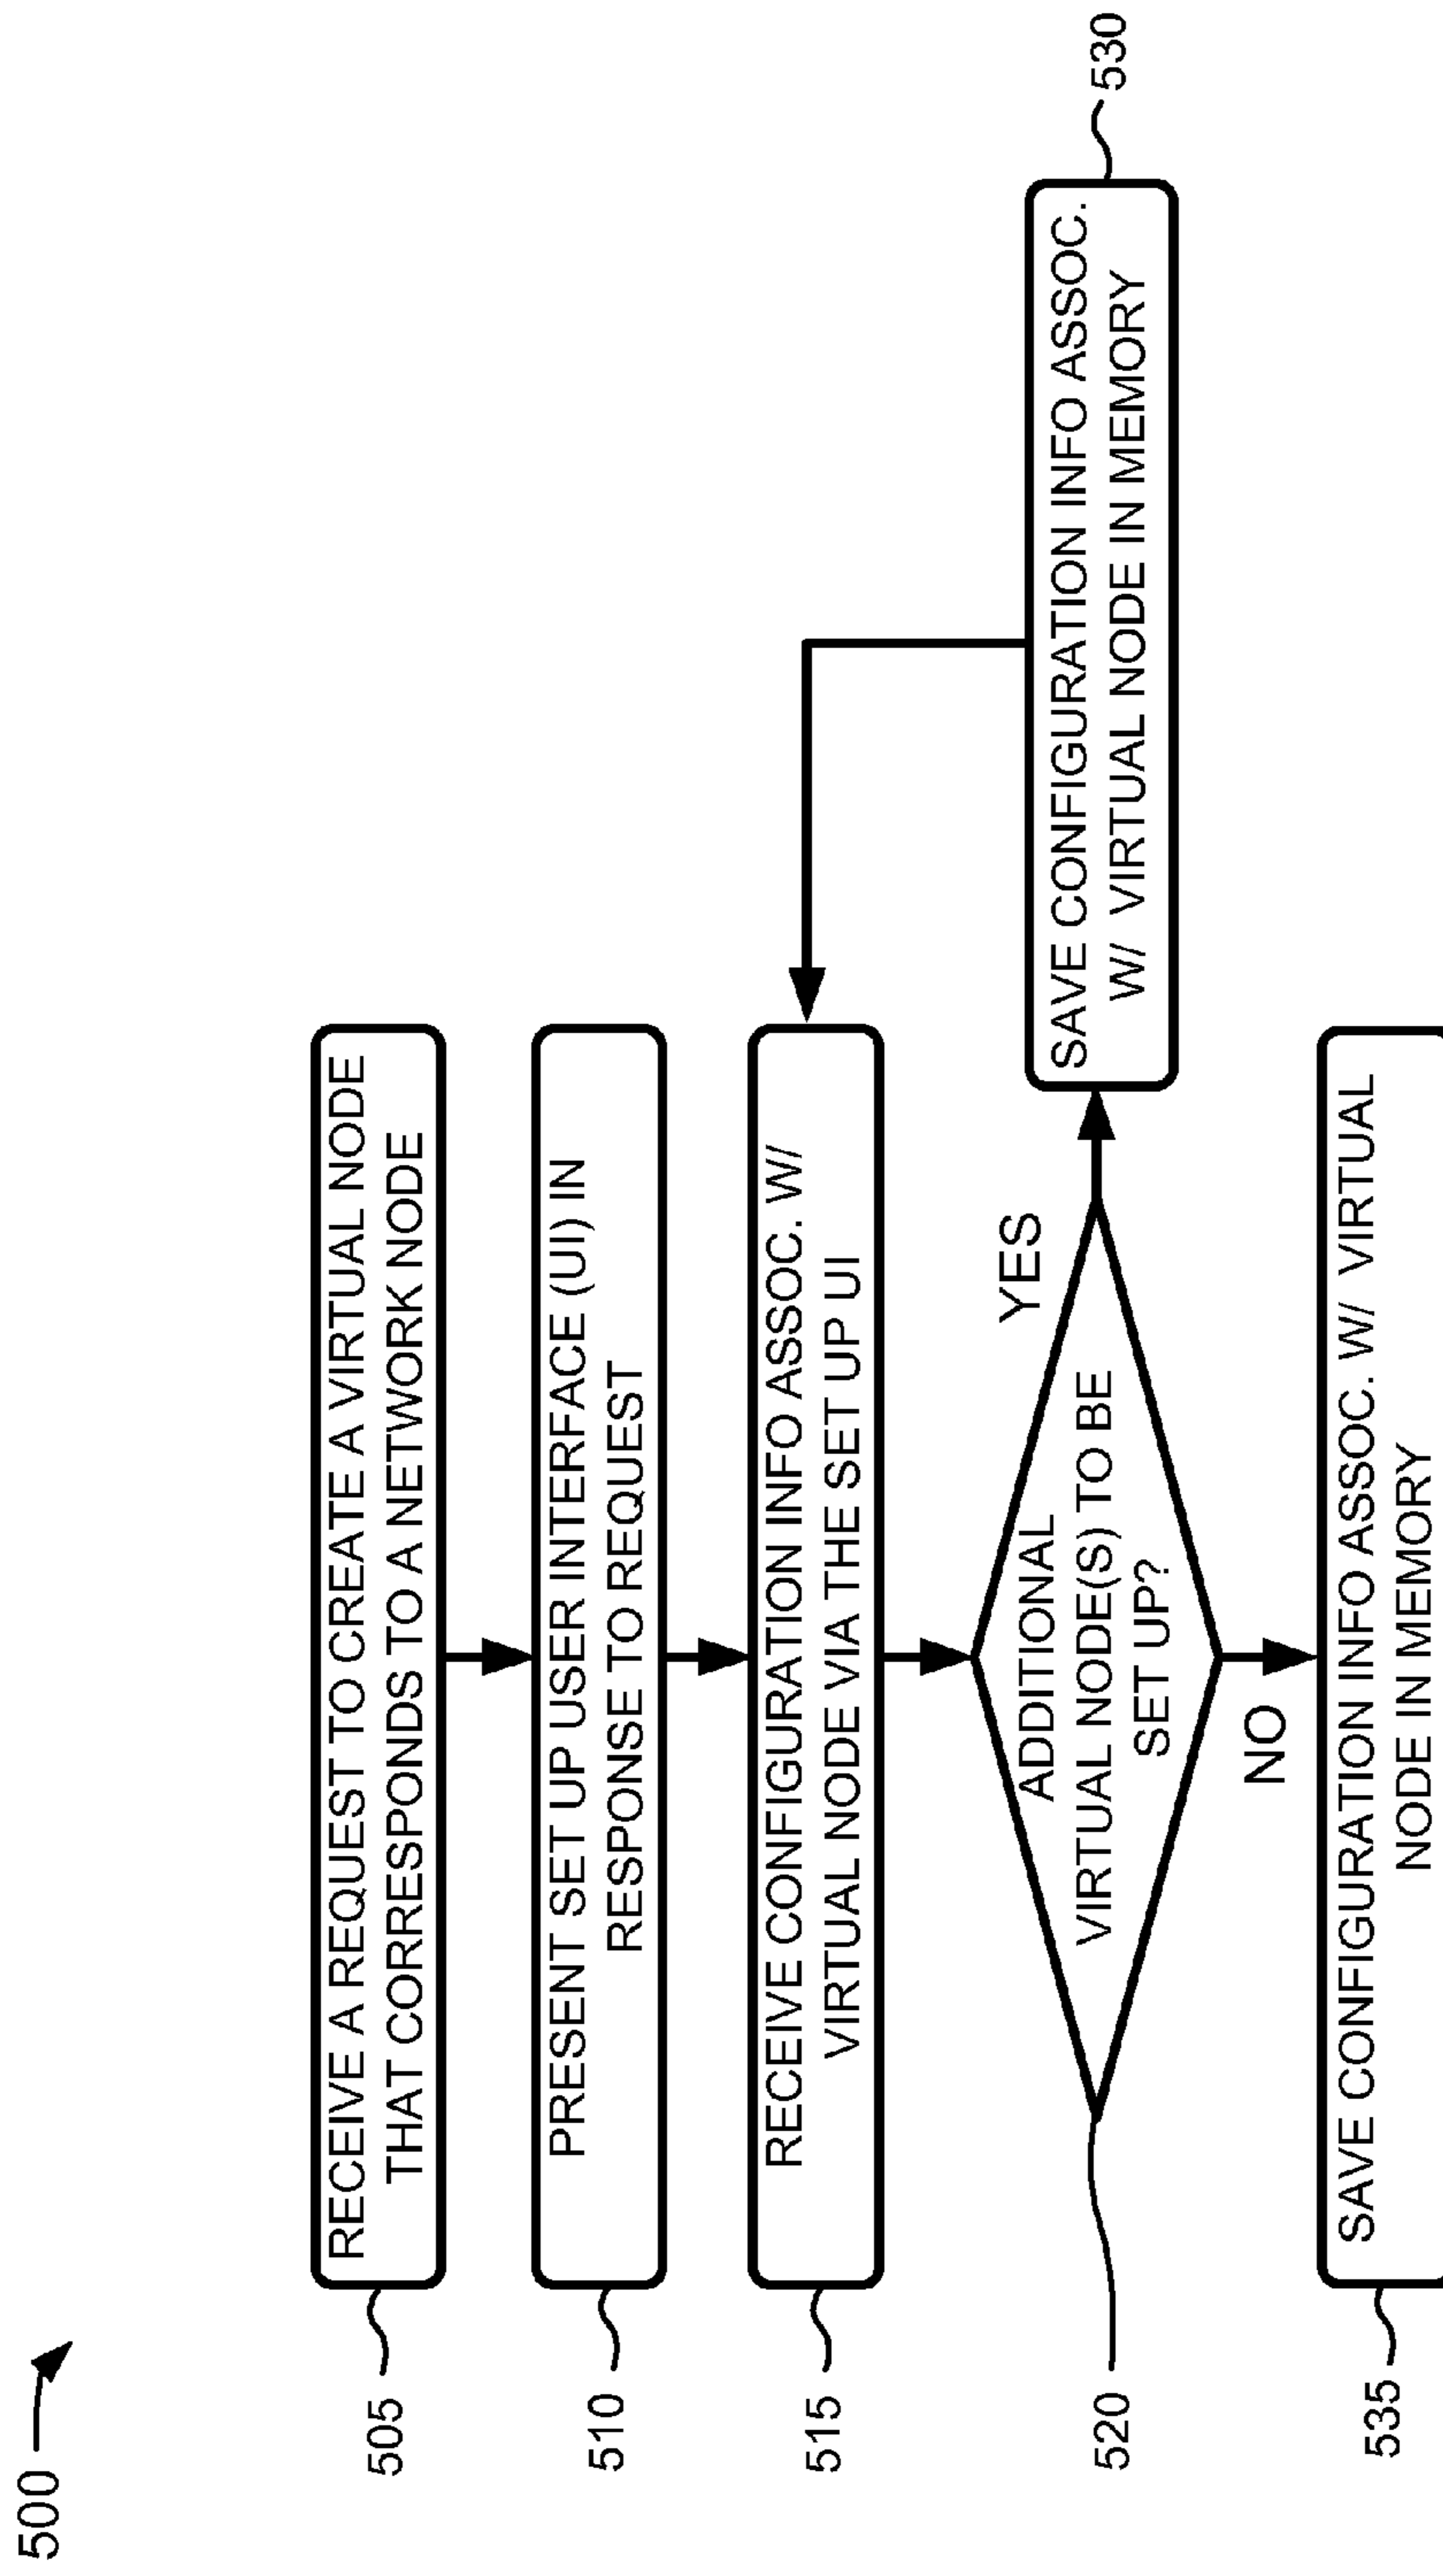 500
505
RECEIVE A REQUEST TO CREATE A VIRTUAL NODE
THAT CORRESPONDS TO A NETWORK NODE
510
PRESENT SET UP USER INTERFACE (UI) IN
RESPONSE TO REQUEST
515
RECEIVE CONFIGURATION INFO ASSOC. W/
VIRTUAL NODE VIA THE SET UP UI
520
ADDITIONAL
VIRTUAL NODE(S) TO BE
SET UP?
YES
530
SAVE CONFIGURATION INFO ASSOC.
W/ VIRTUAL NODE IN MEMORY
NO
535
SAVE CONFIGURATION INFO ASSOC. W/ VIRTUAL
NODE IN MEMORY